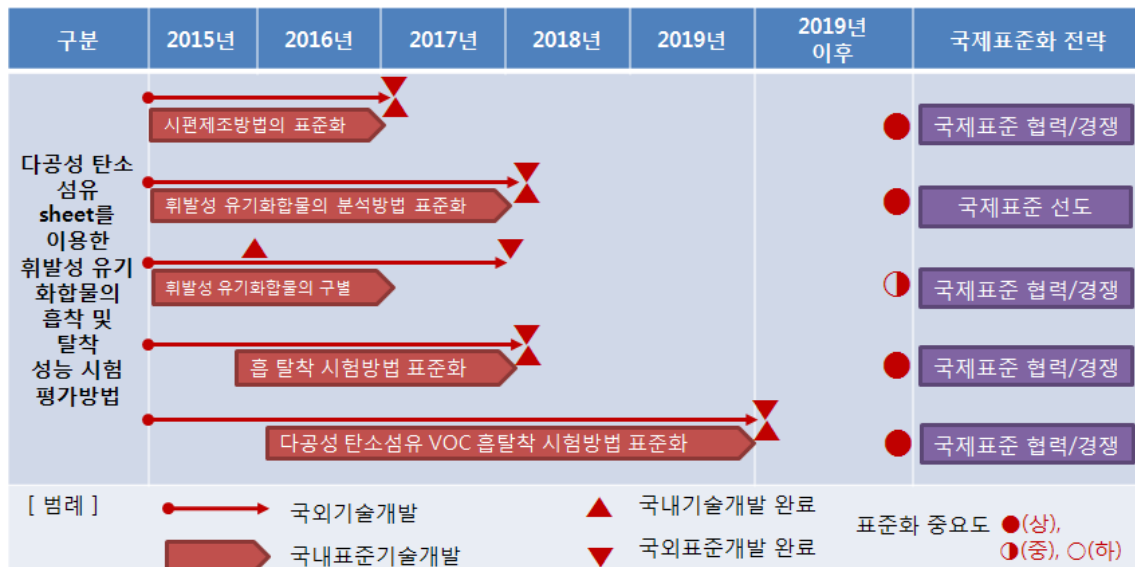 구분
2015년
2016년
2017년
2018년
2019년
2019년
이후
국제표준화 전략
다공성 탄소
섬유
sheet를
이용한
휘발성 유기
화합물의
흡착 및
탈착
성능 시험
평가방법
시편제조방법의 표준화
국제표준 협력/경쟁
휘발성 유기화합물의 분석방법 표준화
국제표준 선도
휘발성 유기화합물의 구별
국제표준 협력/경쟁
흡 탈착 시험방법 표준화
국제표준 협력/경쟁
다공성 탄소섬유 VOC 흡탈착 시험방법 표준화
국제표준 협력/경쟁
[ 범례 ]
국외기술개발
국내기술개발 완료
국내표준기술개발
국외표준개발 완료
표준화 중요도 ●(상),
◑(중), ○(하)